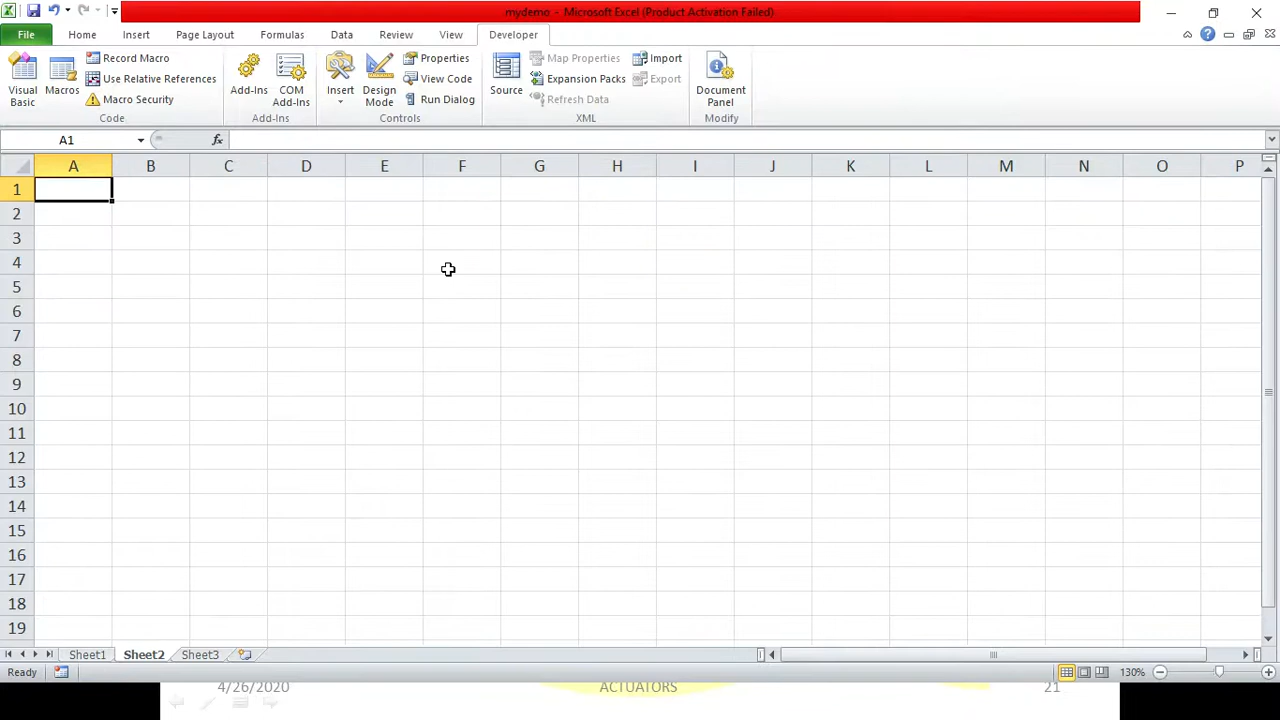 mydemo - Microsoft Excel (Product Activation Failed)
File Home Insert Page Layout Formulas Data Review View Developer
Visual Basic
Macros
Record Macro
Use Relative References
Macro Security
Code
Add-Ins
COM Add-Ins
Add-Ins
Insert
Design Mode
Properties
View Code
Run Dialog
Controls
Source
Map Properties
Expansion Packs
Refresh Data
Import
Export
XML
Document Panel
Modify
A1 fx
A B C D E F G H I J K L M N O P
1
2
3
4
5
6
7
8
9
10
11
12
13
14
15
16
17
18
19
Sheet1 Sheet2 Sheet3
Ready 130%
4/26/2020 ACTUATORS 21